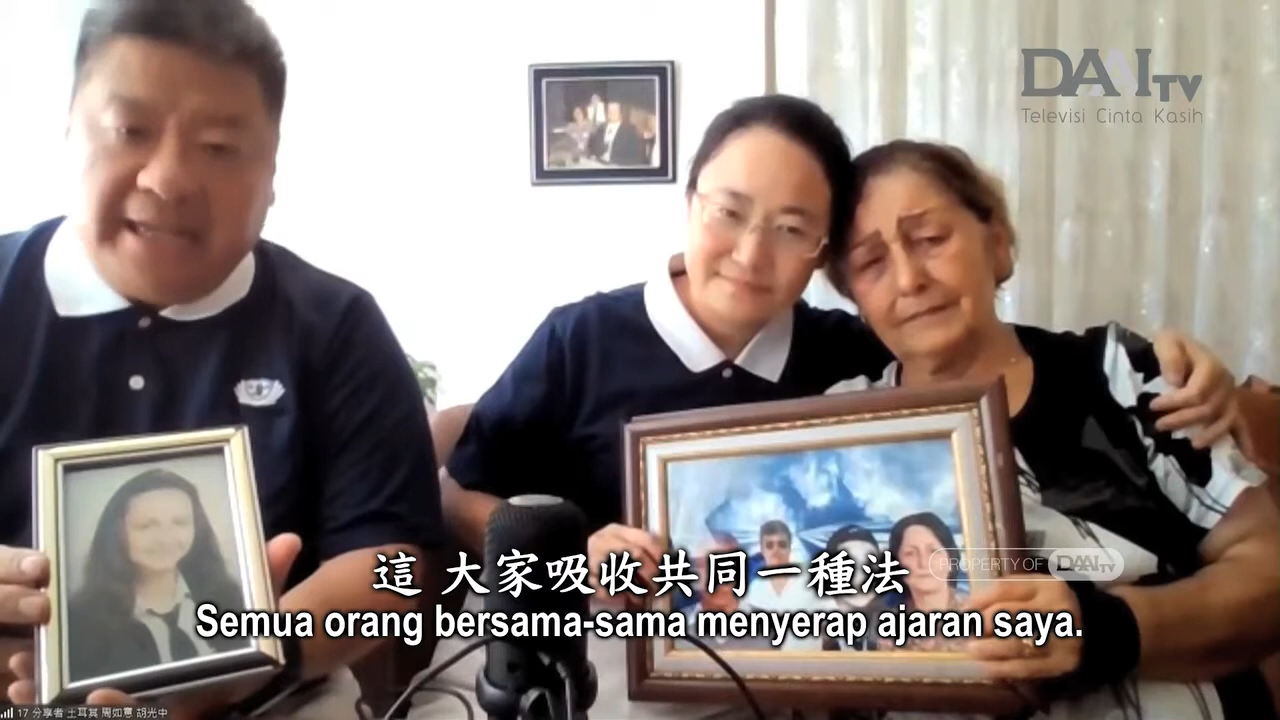 DAAI TV
Televisi Cinta Kasih
這 大家吸收共同一種法
PROPERTY OF DAAI TV
Semua orang bersama-sama menyerap ajaran saya.
17 分享者 土耳其 周如意 胡光中